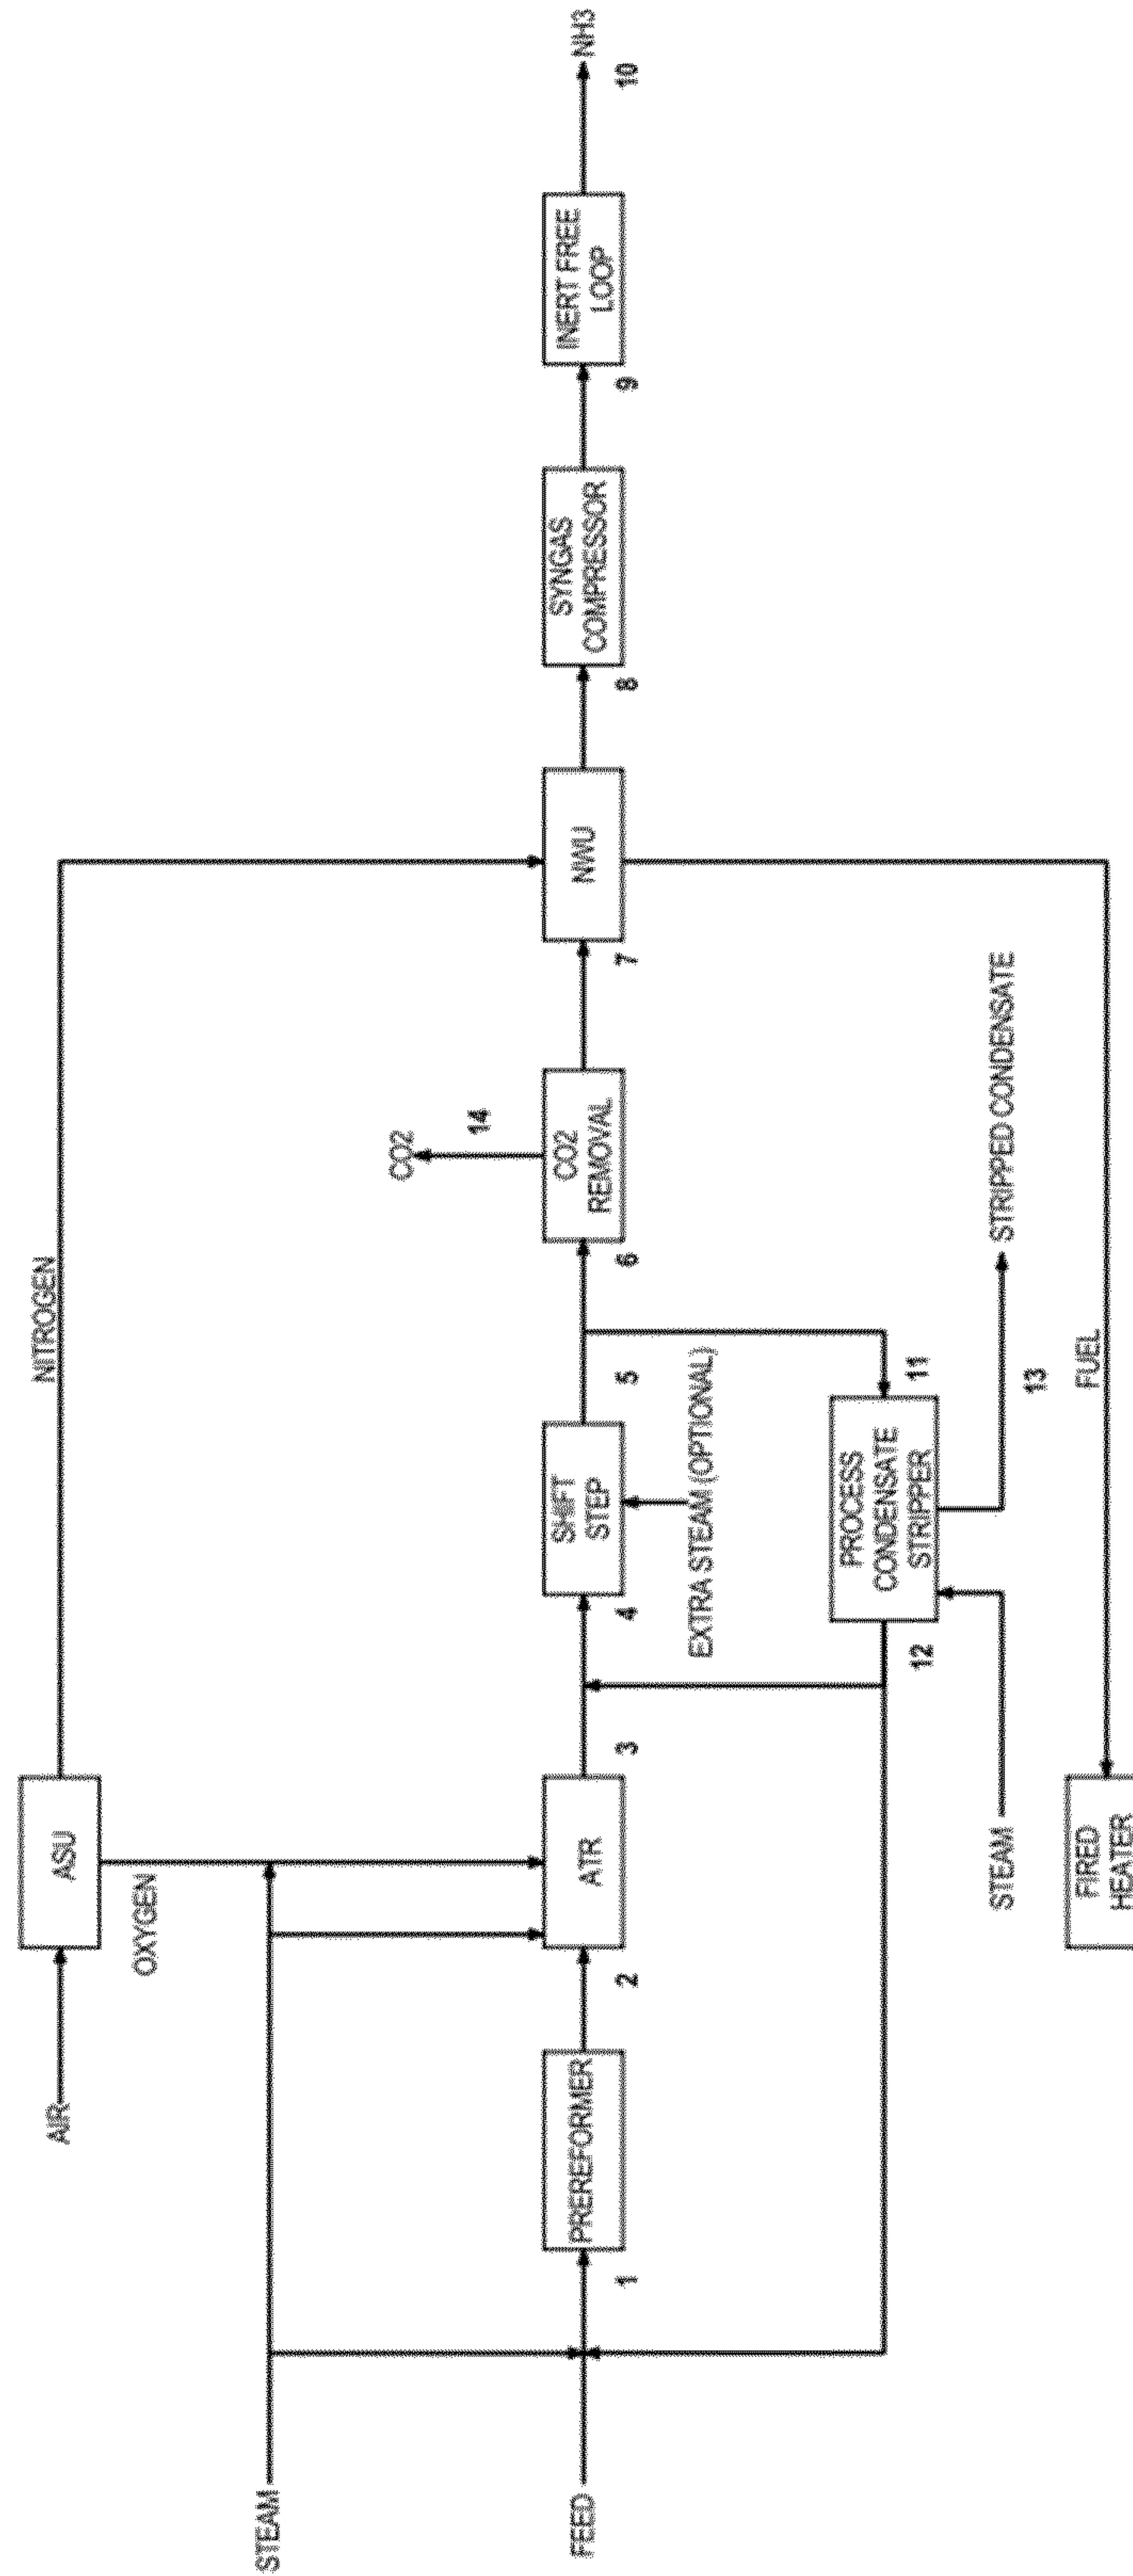 AIR
ASU
OXYGEN
NITROGEN
STEAM
FEED
1
PREREFORMER
2
ATR
3
4
SHIFT
STEP
5
EXTRA STEAM (OPTIONAL)
6
CO2
REMOVAL
CO2
14
7
NWU
8
SYNGAS
COMPRESSOR
9
INERT FREE
LOOP
10
NH3
12
PROCESS
CONDENSATE
STRIPPER
11
STEAM
13
STRIPPED CONDENSATE
FIRED
HEATER
FUEL